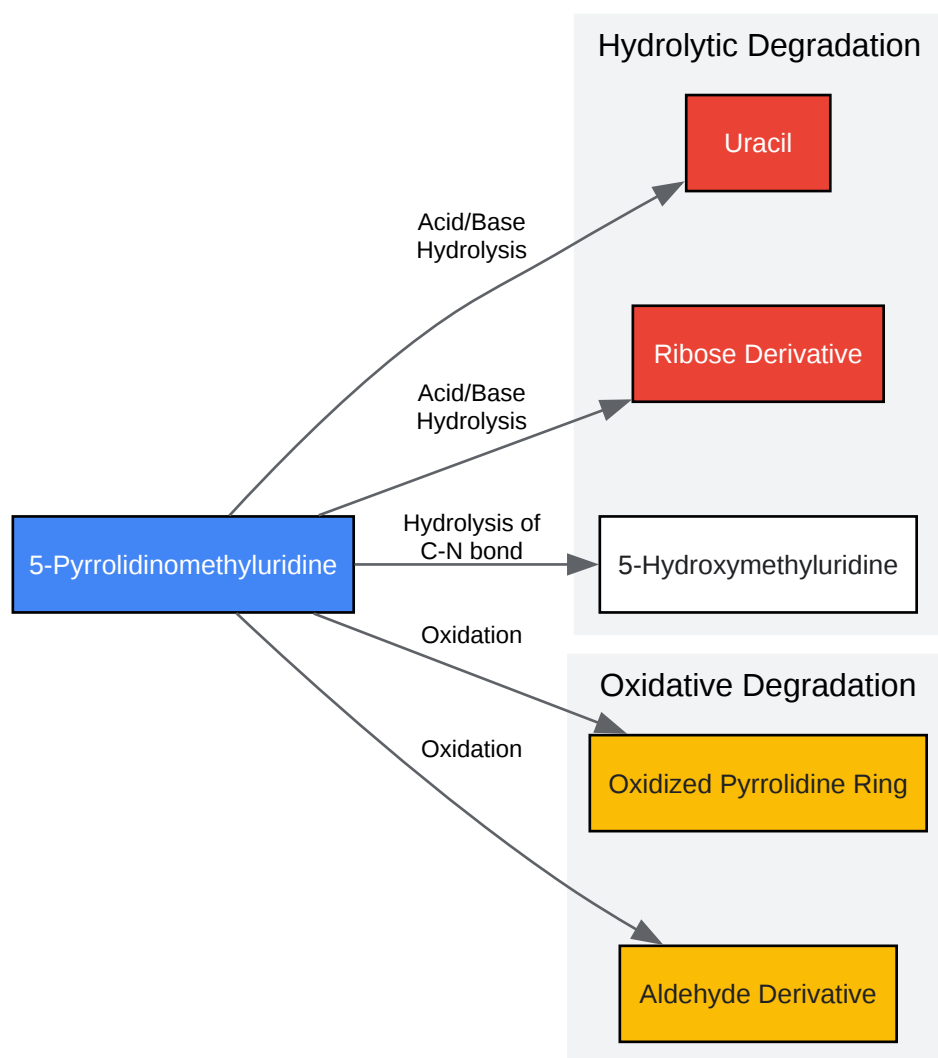 Hydrolytic Degradation
Uracil
Acid/Base
Hydrolysis
Ribose Derivative
Acid/Base
Hydrolysis
5-Pyrrolidinomethyluridine
Hydrolysis of
C-N bond
5-Hydroxymethyluridine
Oxidation
Oxidative Degradation
Oxidation
Oxidized Pyrrolidine Ring
Aldehyde Derivative